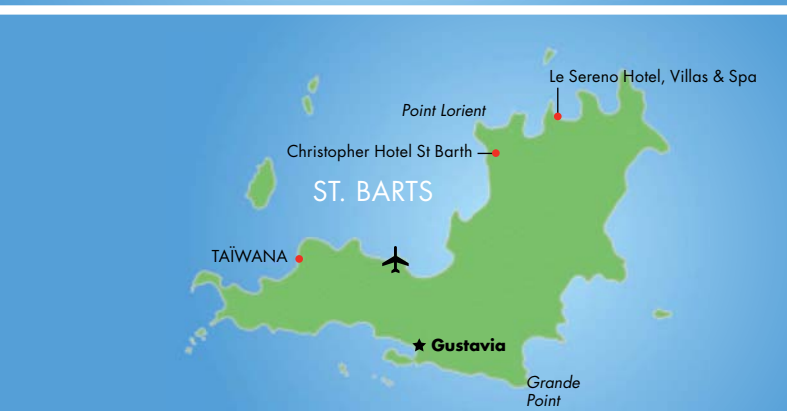 Le Sereno Hotel, Villas & Spa
Point Lorient
Christopher Hotel St Barth
ST. BARTS
TAÏWANA
Gustavia
Grande
Point